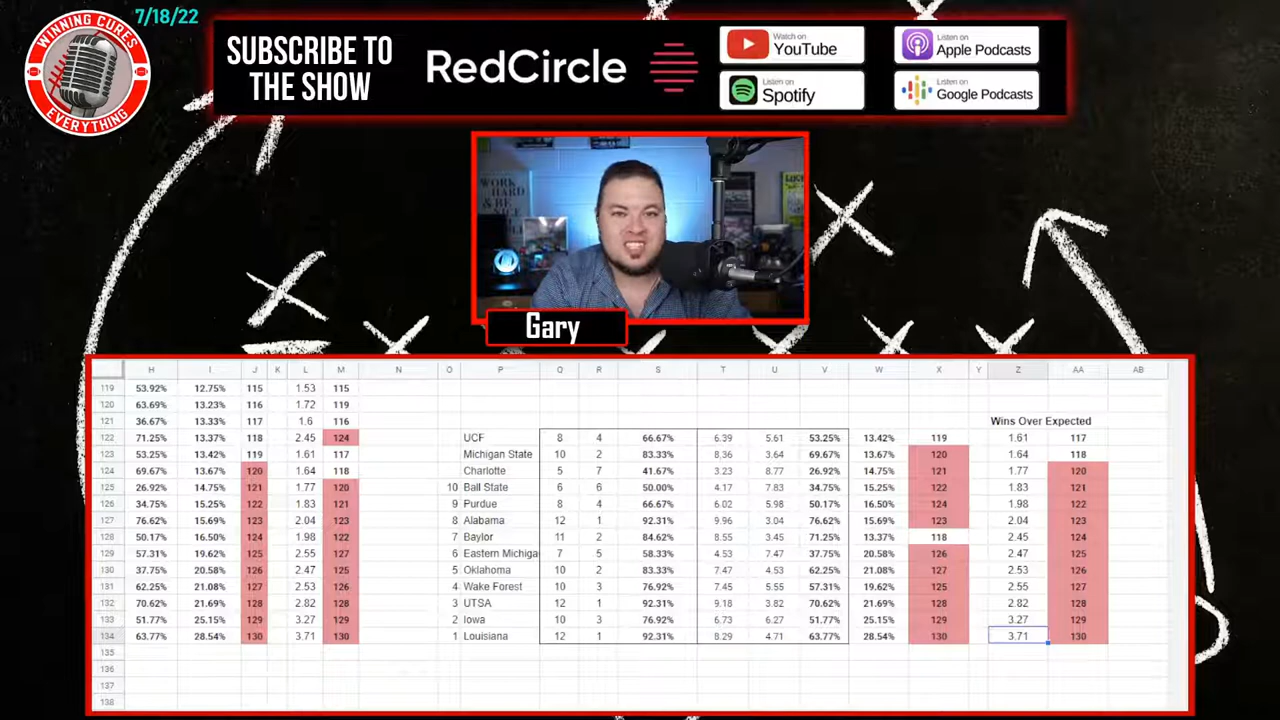 7/18/22
WINNING CURES
EVERYTHING
SUBSCRIBE TO
THE SHOW
RedCircle
Watch on
YouTube
Listen on
Spotify
Listen on
Apple Podcasts
Listen on
Google Podcasts
WORK
HARD &
Gary
H I J K L M N O P Q R S T U V W X Y Z AA AB
119 53.92% 12.75% 115 1.53 115
120 63.69% 13.23% 116 1.72 119
121 36.67% 13.33% 117 1.6 116 Wins Over Expected
122 71.25% 13.37% 118 2.45 124 UCF 8 4 66.67% 6.39 5.61 53.25% 13.42% 119 1.61 117
123 53.25% 13.42% 119 1.61 117 Michigan State 10 2 83.33% 8.36 3.64 69.67% 13.67% 120 1.64 118
124 69.67% 13.67% 120 1.64 118 Charlotte 5 7 41.67% 3.23 8.77 26.92% 14.75% 121 1.77 120
125 26.92% 14.75% 121 1.77 120 10 Ball State 6 6 50.00% 4.17 7.83 34.75% 15.25% 122 1.83 121
126 34.75% 15.25% 122 1.83 121 9 Purdue 8 4 66.67% 6.02 5.98 50.17% 16.50% 124 1.98 122
127 76.62% 15.69% 123 2.04 123 8 Alabama 12 1 92.31% 9.96 3.04 76.62% 15.69% 123 2.04 123
128 50.17% 16.50% 124 1.98 122 7 Baylor 11 2 84.62% 8.55 3.45 71.25% 13.37% 118 2.45 124
129 57.31% 19.62% 125 2.55 127 6 Eastern Michiga 7 5 58.33% 4.53 7.47 37.75% 20.58% 126 2.47 125
130 37.75% 20.58% 126 2.47 125 5 Oklahoma 10 2 83.33% 7.47 4.53 62.25% 21.08% 127 2.53 126
131 62.25% 21.08% 127 2.53 126 4 Wake Forest 10 3 76.92% 7.45 5.55 57.31% 19.62% 125 2.55 127
132 70.62% 21.69% 128 2.82 128 3 UTSA 12 1 92.31% 9.18 3.82 70.62% 21.69% 128 2.82 128
133 51.77% 25.15% 129 3.27 129 2 Iowa 10 3 76.92% 6.73 6.27 51.77% 25.15% 129 3.27 129
134 63.77% 28.54% 130 3.71 130 1 Louisiana 12 1 92.31% 8.29 4.71 63.77% 28.54% 130 3.71 130
135
136
137
138